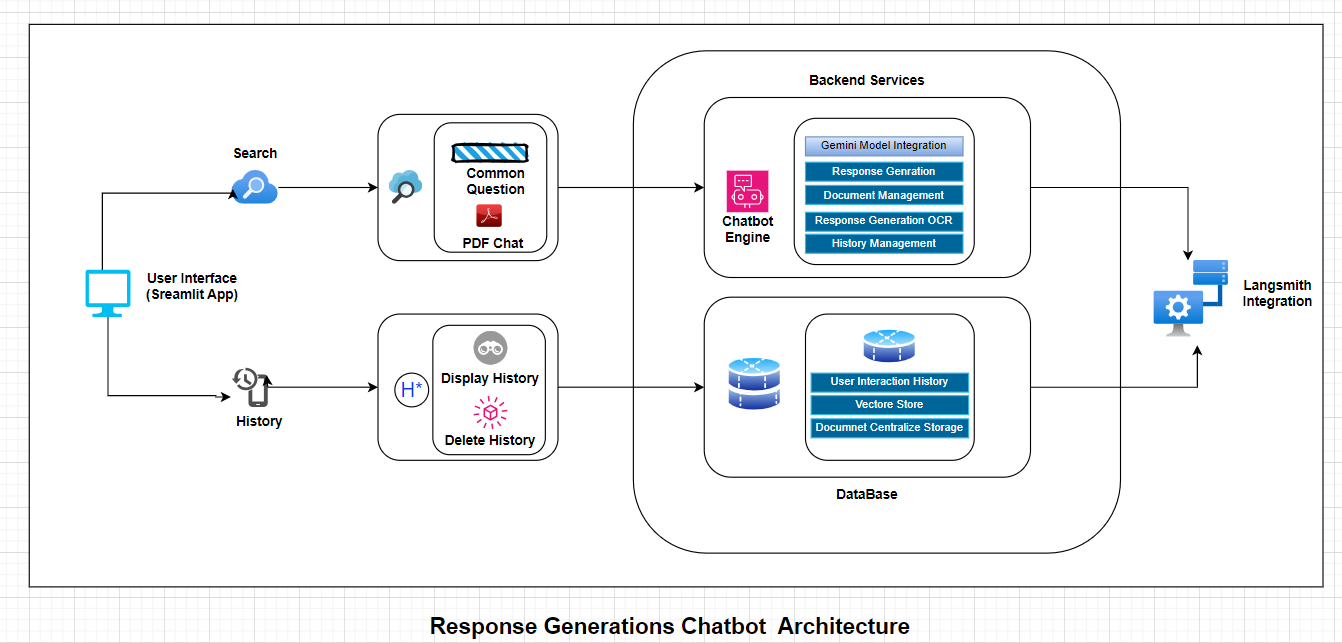 Backend Services
Search
Common
Question
PDF Chat
Chatbot
Engine
Gemini Model Integration
Response Genration
Document Management
Response Generation OCR
History Management
User Interface
(Sreamlit App)
Langsmith
Integration
History
H*
Display History
Delete History
User Interaction History
Vectore Store
Documnet Centralize Storage
DataBase
Response Generations Chatbot Architecture